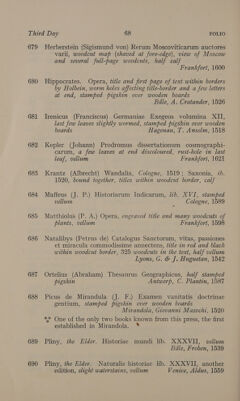 Third Day 68 FOLIO
679 Herberstein (Sigismund von) Rerum Moscoviticarum auctores
varii, woodcut map (shaved at fore-edge), view of Moscow
and several full-page woodcuts, half calf
Frankfort, 1600
680 Hippocrates. Opera, title and first page of text within borders
by Holbein, worm holes affecting title-border and a few letters
at end, stamped pigskin over wooden boards
Bâle, A. Cratander, 1526
681 Irenicus (Franciscus) Germaniae Exegeos volumina XII,
last few leaves slightly wormed, stamped pigskin over wooden
boards Hagenau, T. Anselm, 1518
682 Kepler (Johann) Prodromus dissertationum cosmographi-
carum, a few leaves at end discoloured, rust-hole in last
leaf, vellum Frankfort, 1621
683 Krantz (Albrecht) Wandalia, Cologne, 1519; Saxonia, ib.
1520, bound together, titles within woodcut border, calf
684 Maffeus (J. P.) Historiarum Indicarum, lib. XVI, stamped
vellum Cologne, 1589
685 Matthiolus (P. A.) Opera, engraved title and many woodcuts of
plants, vellum Frankfort, 1598
686 Natalibys (Petrus de) Catalogus Sanctorum, vitas, passiones
et miracula commodissime annectens, title in red and black
within woodcut border, 325 woodcuts in the text, half vellum
Lyons, G. & J. Huguetan, 1542
687 Ortelius (Abraham) Thesaurus Geographicus, half stamped
pigskin Antwerp, C. Plantin, 1587
688 Picus de Mirandula (J. F.) Examen vanitatis doctrinae
gentium, stamped pigskin over wooden boards
Mirandola, Giovanni Mazochi, 1520
*** One of the only two books known from this press, the first
established in Mirandola.
689 Pliny, the Elder. Historiae mundi lib. XXXVII, vellum
Bâle, Froben, 1539
690 Pliny, the Elder. Naturalis historiae lib. XXXVII, another
edition, slight waterstains, vellum Venice, Aldus, 1559